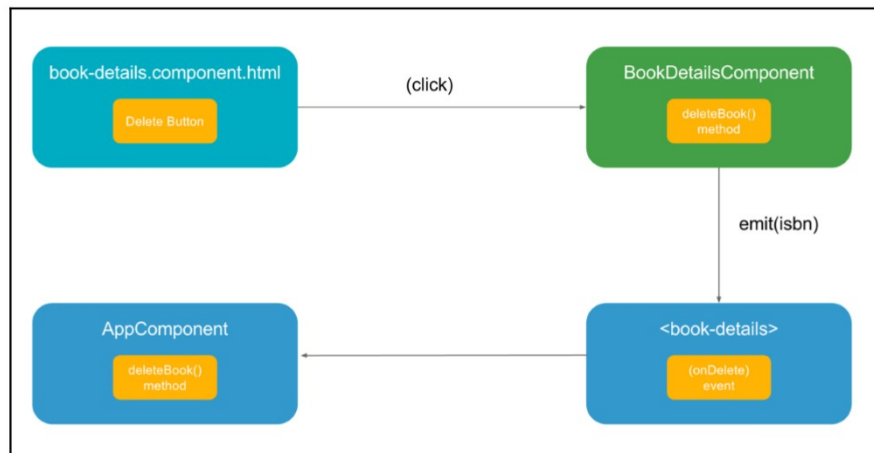 book-details.component.html
Delete Button
(click)
BookDetailsComponent
deleteBook()
method
emit(isbn)
AppComponent
deleteBook()
method
<book-details>
(onDelete)
event